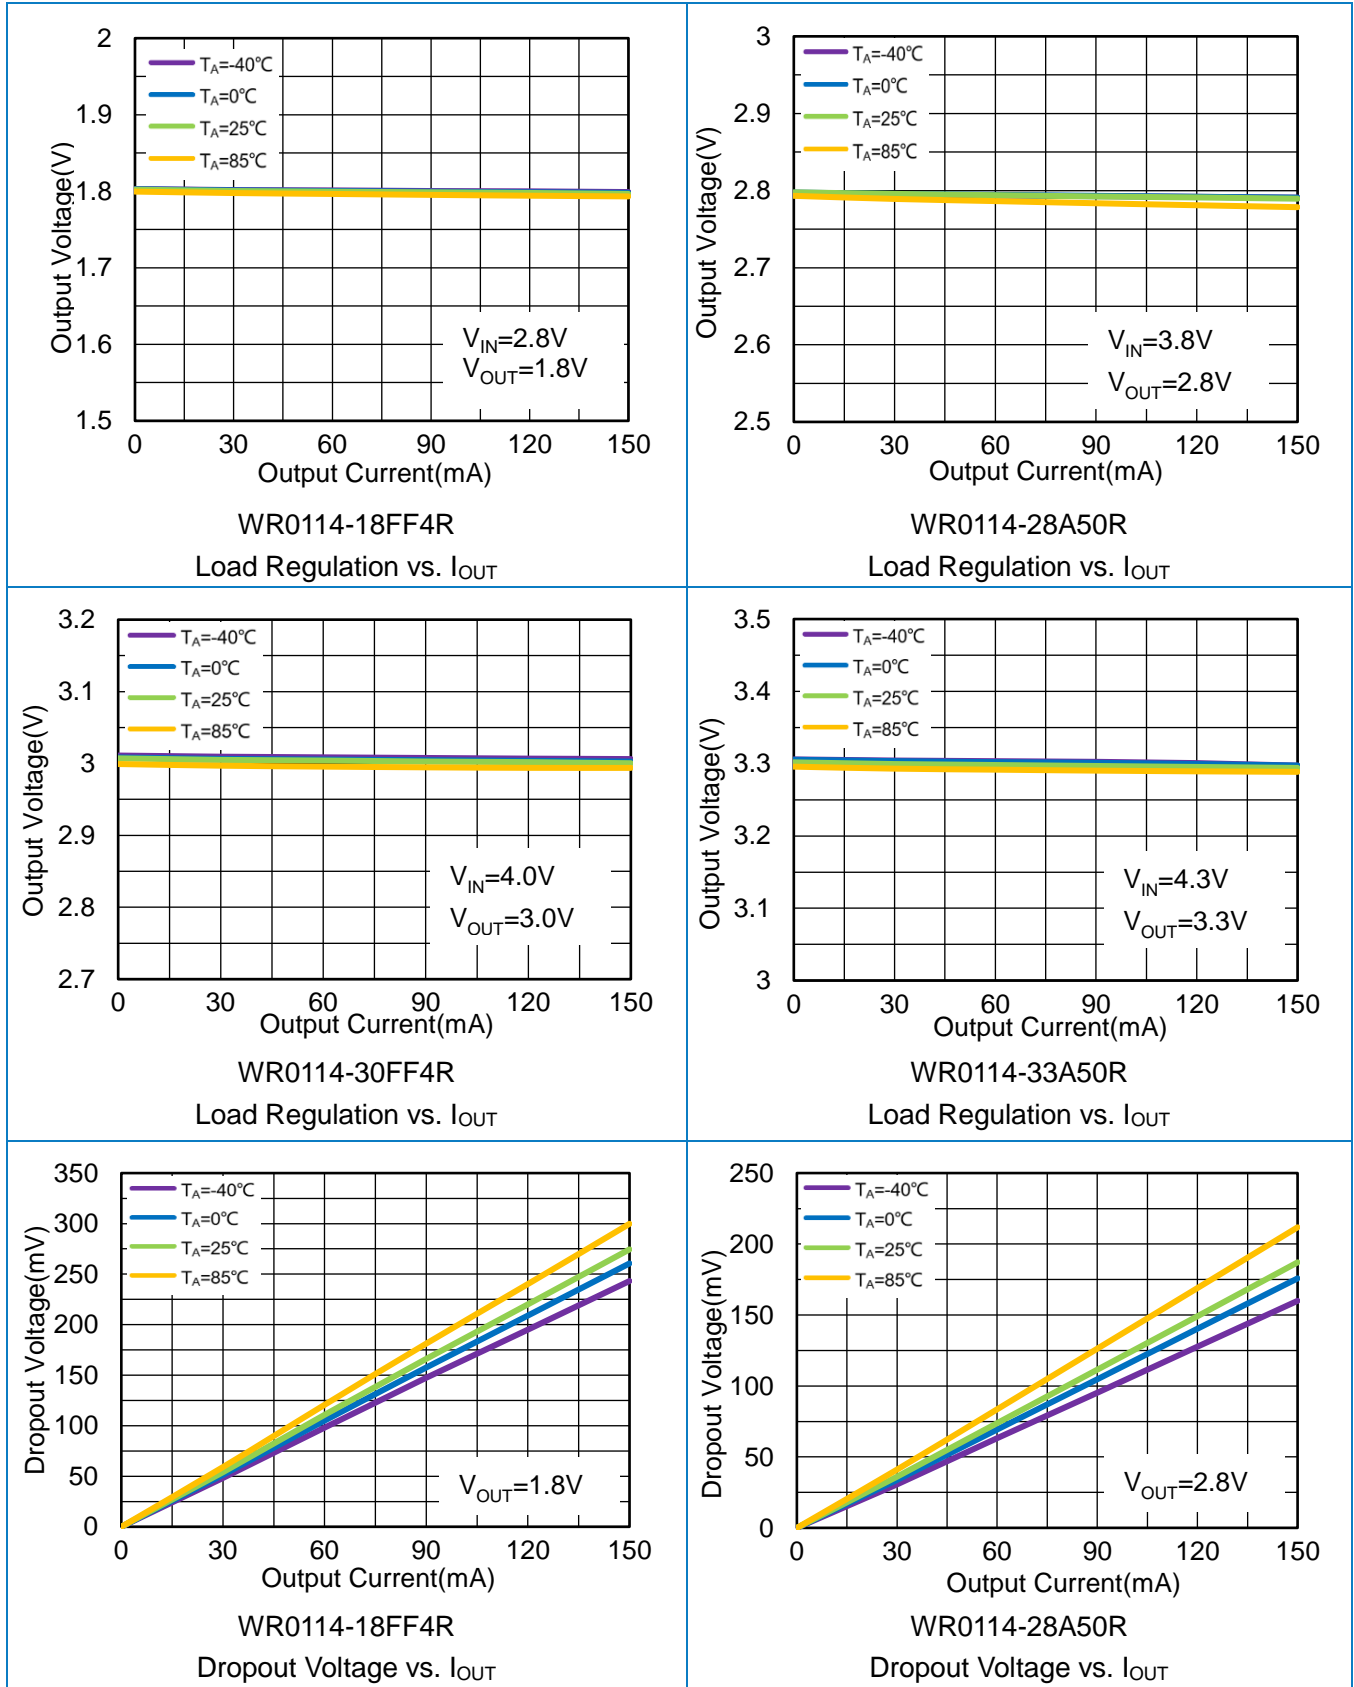 2
1.9
1.8
1.7
1.6
1.5
0 30 60 90 120 150
Output Voltage(V)
Output Current(mA)
TA=-40℃
TA=0℃
TA=25℃
TA=85℃
VIN=2.8V
VOUT=1.8V
WR0114-18FF4R
Load Regulation vs. IOUT
3
2.9
2.8
2.7
2.6
2.5
0 30 60 90 120 150
Output Voltage(V)
Output Current(mA)
TA=-40℃
TA=0℃
TA=25℃
TA=85℃
VIN=3.8V
VOUT=2.8V
WR0114-28A50R
Load Regulation vs. IOUT
3.2
3.1
3
2.9
2.8
2.7
0 30 60 90 120 150
Output Voltage(V)
Output Current(mA)
TA=-40℃
TA=0℃
TA=25℃
TA=85℃
VIN=4.0V
VOUT=3.0V
WR0114-30FF4R
Load Regulation vs. IOUT
3.5
3.4
3.3
3.2
3.1
3
0 30 60 90 120 150
Output Voltage(V)
Output Current(mA)
TA=-40℃
TA=0℃
TA=25℃
TA=85℃
VIN=4.3V
VOUT=3.3V
WR0114-33A50R
Load Regulation vs. IOUT
350
300
250
200
150
100
50
0
0 30 60 90 120 150
Dropout Voltage(mV)
Output Current(mA)
TA=-40℃
TA=0℃
TA=25℃
TA=85℃
VOUT=1.8V
WR0114-18FF4R
Dropout Voltage vs. IOUT
250
200
150
100
50
0
0 30 60 90 120 150
Dropout Voltage(mV)
Output Current(mA)
TA=-40℃
TA=0℃
TA=25℃
TA=85℃
VOUT=2.8V
WR0114-28A50R
Dropout Voltage vs. IOUT